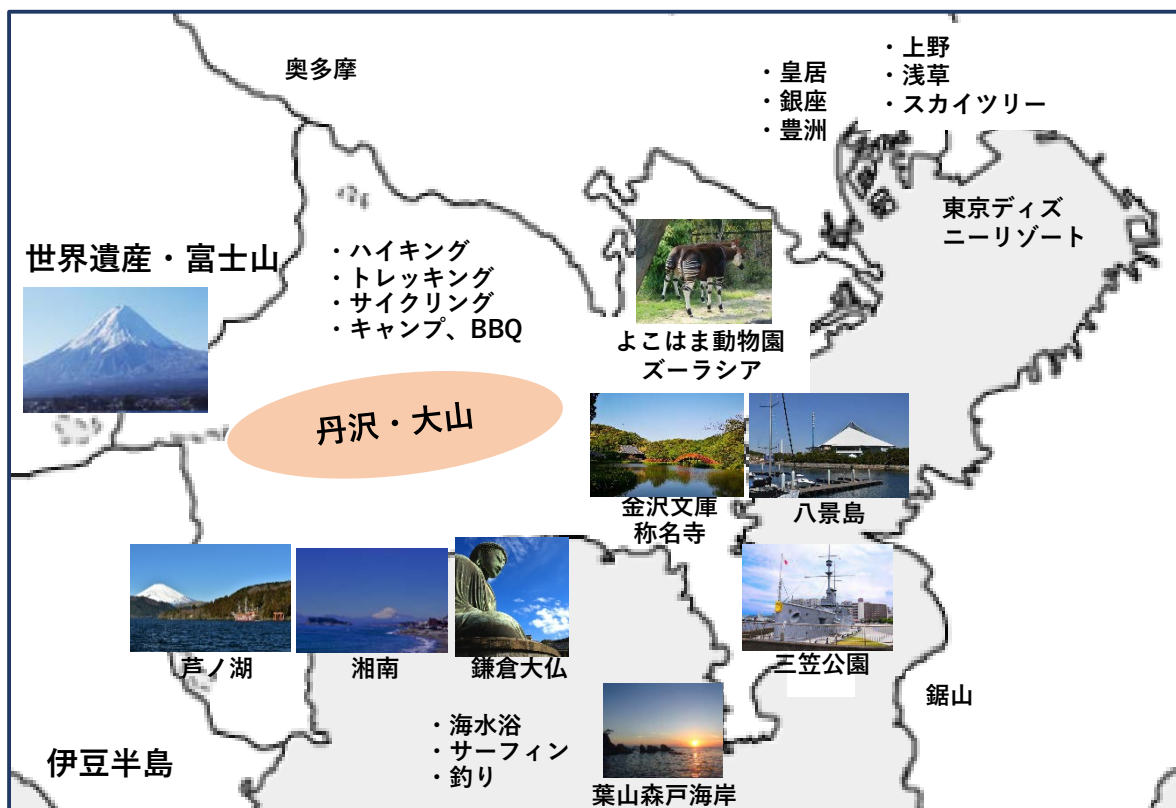 奥多摩
・皇居
・銀座
・豊洲
・上野
・浅草
・スカイツリー
東京ディズ
ニーリゾート
世界遺産・富士山
・ハイキング
・トレッキング
・サイクリング
・キャンプ、BBQ
よこはま動物園
ズーラシア
丹沢・大山
金沢文庫
称名寺
八景島
芦ノ湖
湘南
鎌倉大仏
三笠公園
鋸山
・海水浴
・サーフィン
・釣り
伊豆半島
葉山森戸海岸